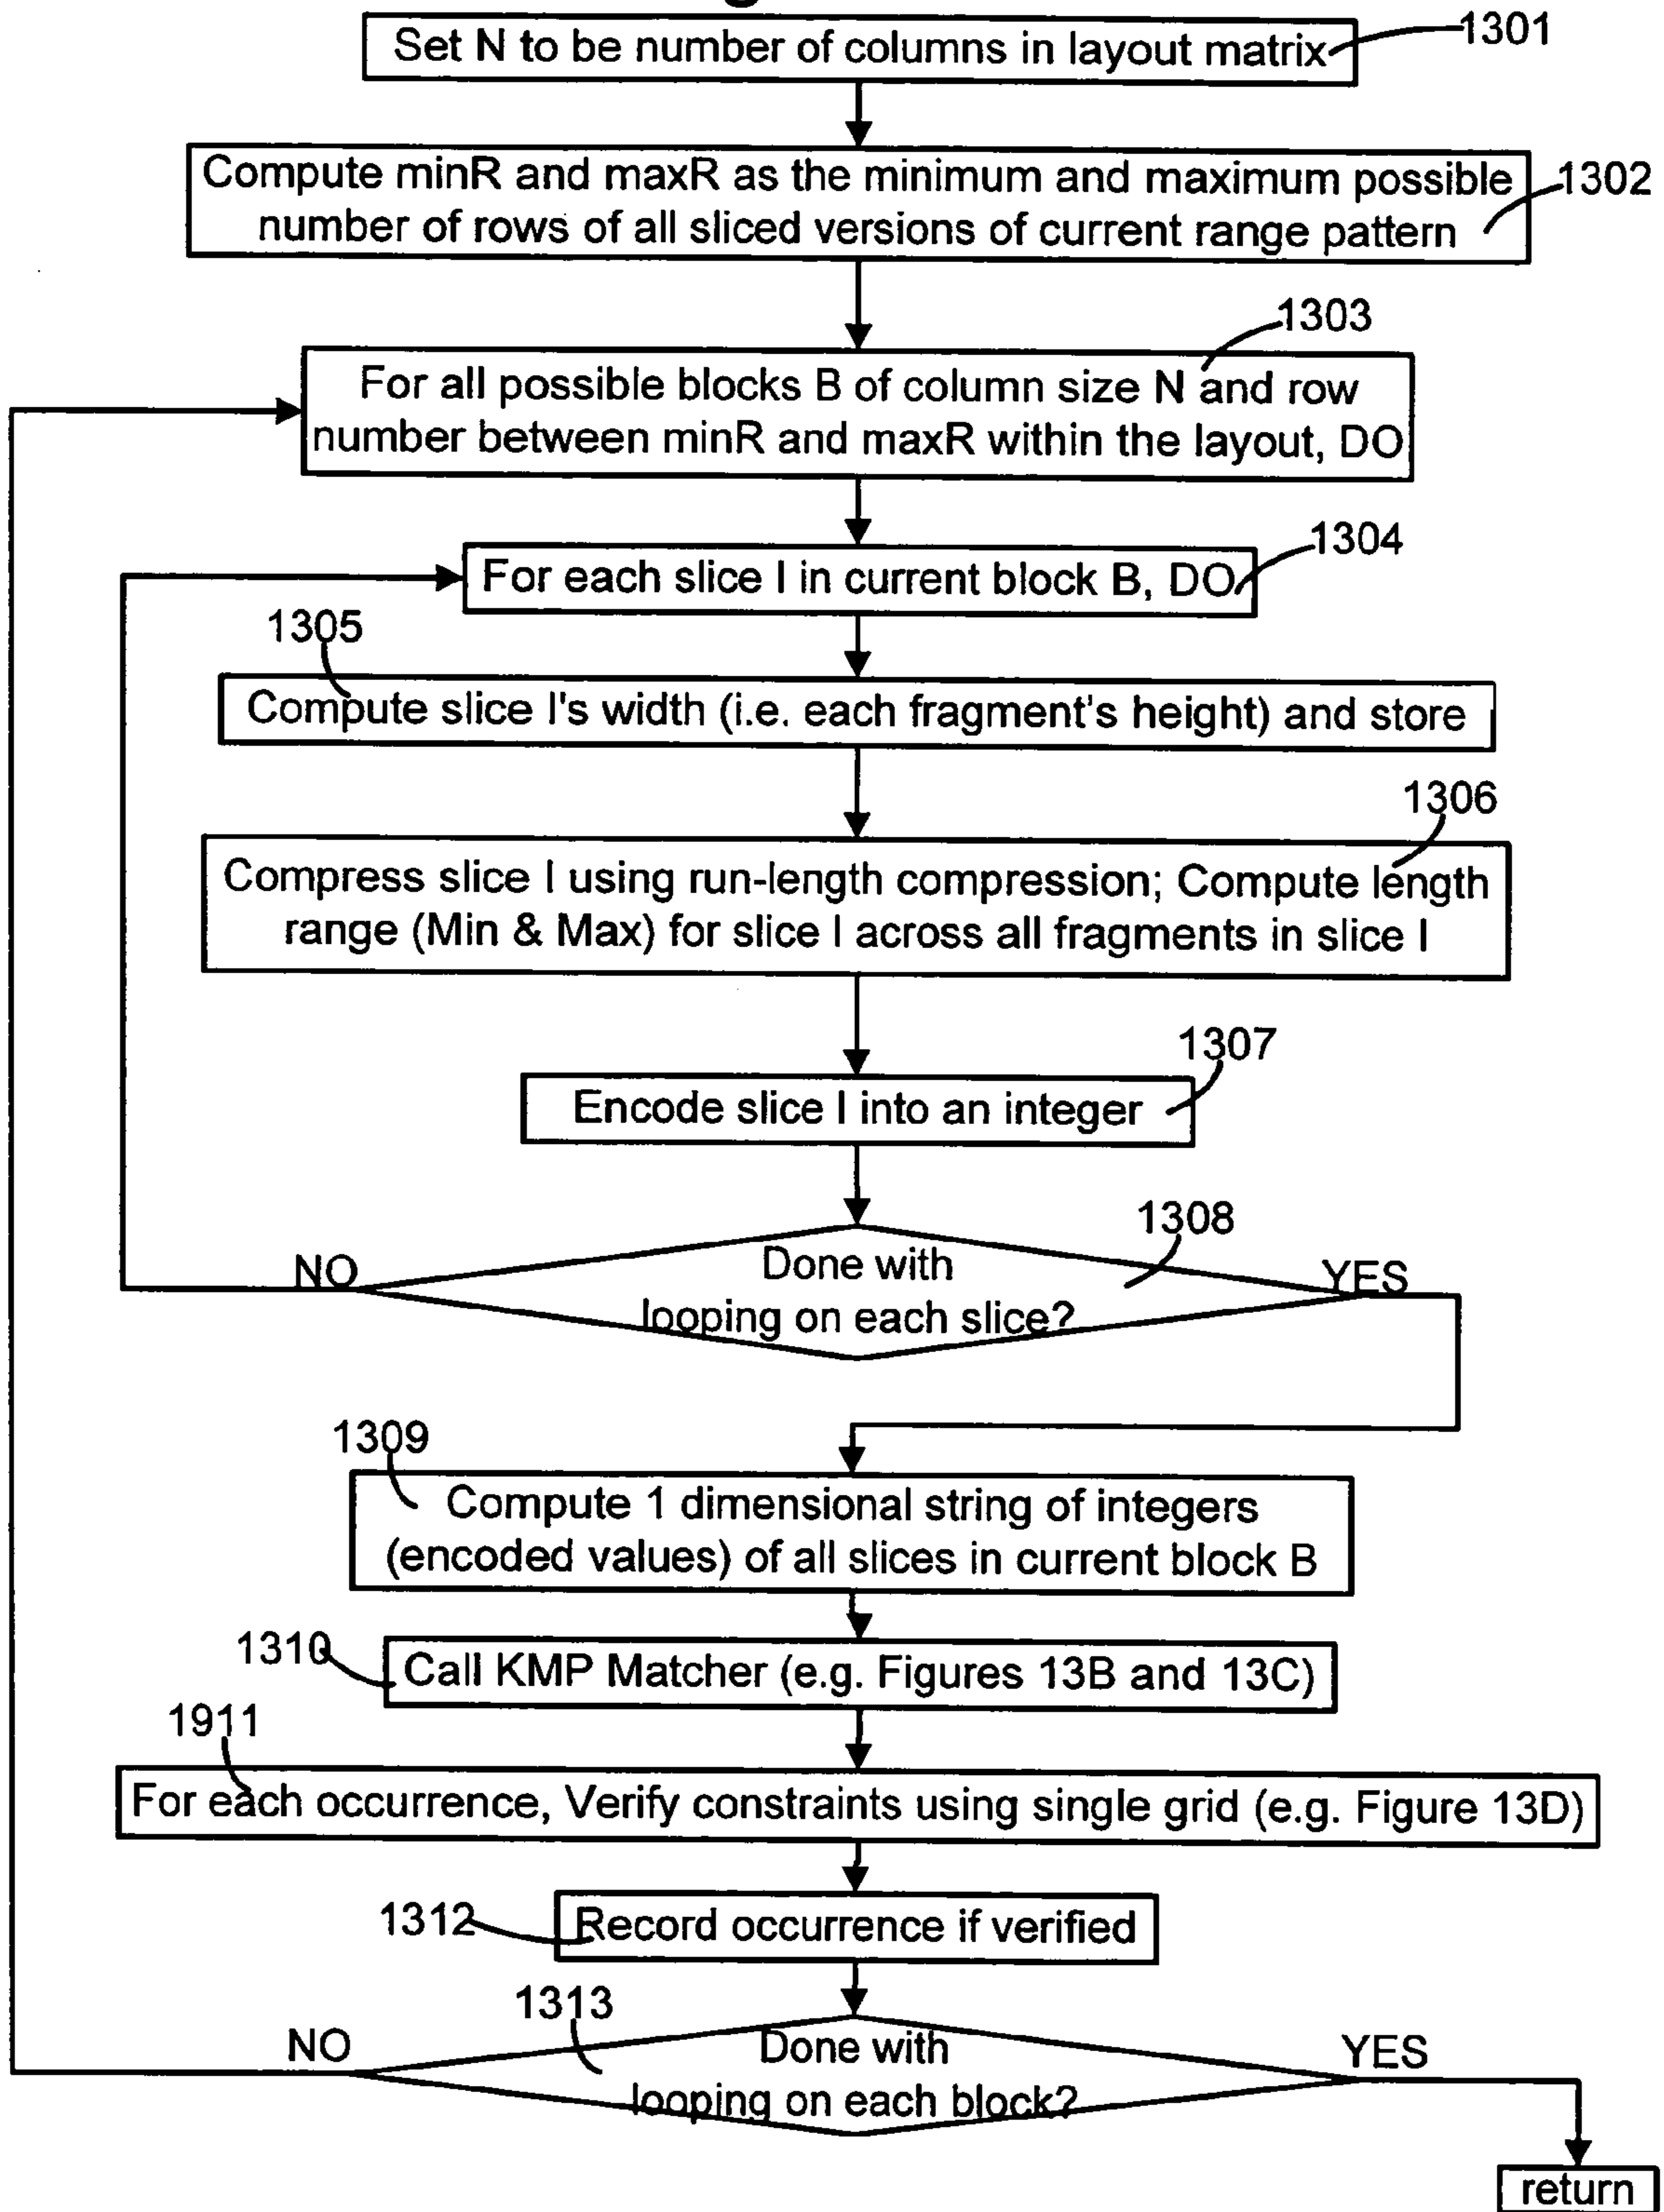 Set N to be number of columns in layout matrix
1301
Compute minR and maxR as the minimum and maximum possible
number of rows of all sliced versions of current range pattern
1302
1303
For all possible blocks B of column size N and row
number between minR and maxR within the layout, DO
1304
For each slice I in current block B, DO
1305
Compute slice I's width (i.e. each fragment's height) and store
1306
Compress slice I using run-length compression; Compute length
range (Min & Max) for slice I across all fragments in slice I
1307
Encode slice I into an integer
1308
NO
Done with
looping on each slice?
YES
1309
Compute 1 dimensional string of integers
(encoded values) of all slices in current block B
1310
Call KMP Matcher (e.g. Figures 13B and 13C)
1911
For each occurrence, Verify constraints using single grid (e.g. Figure 13D)
1312
Record occurrence if verified
1313
NO
Done with
looping on each block?
YES
return